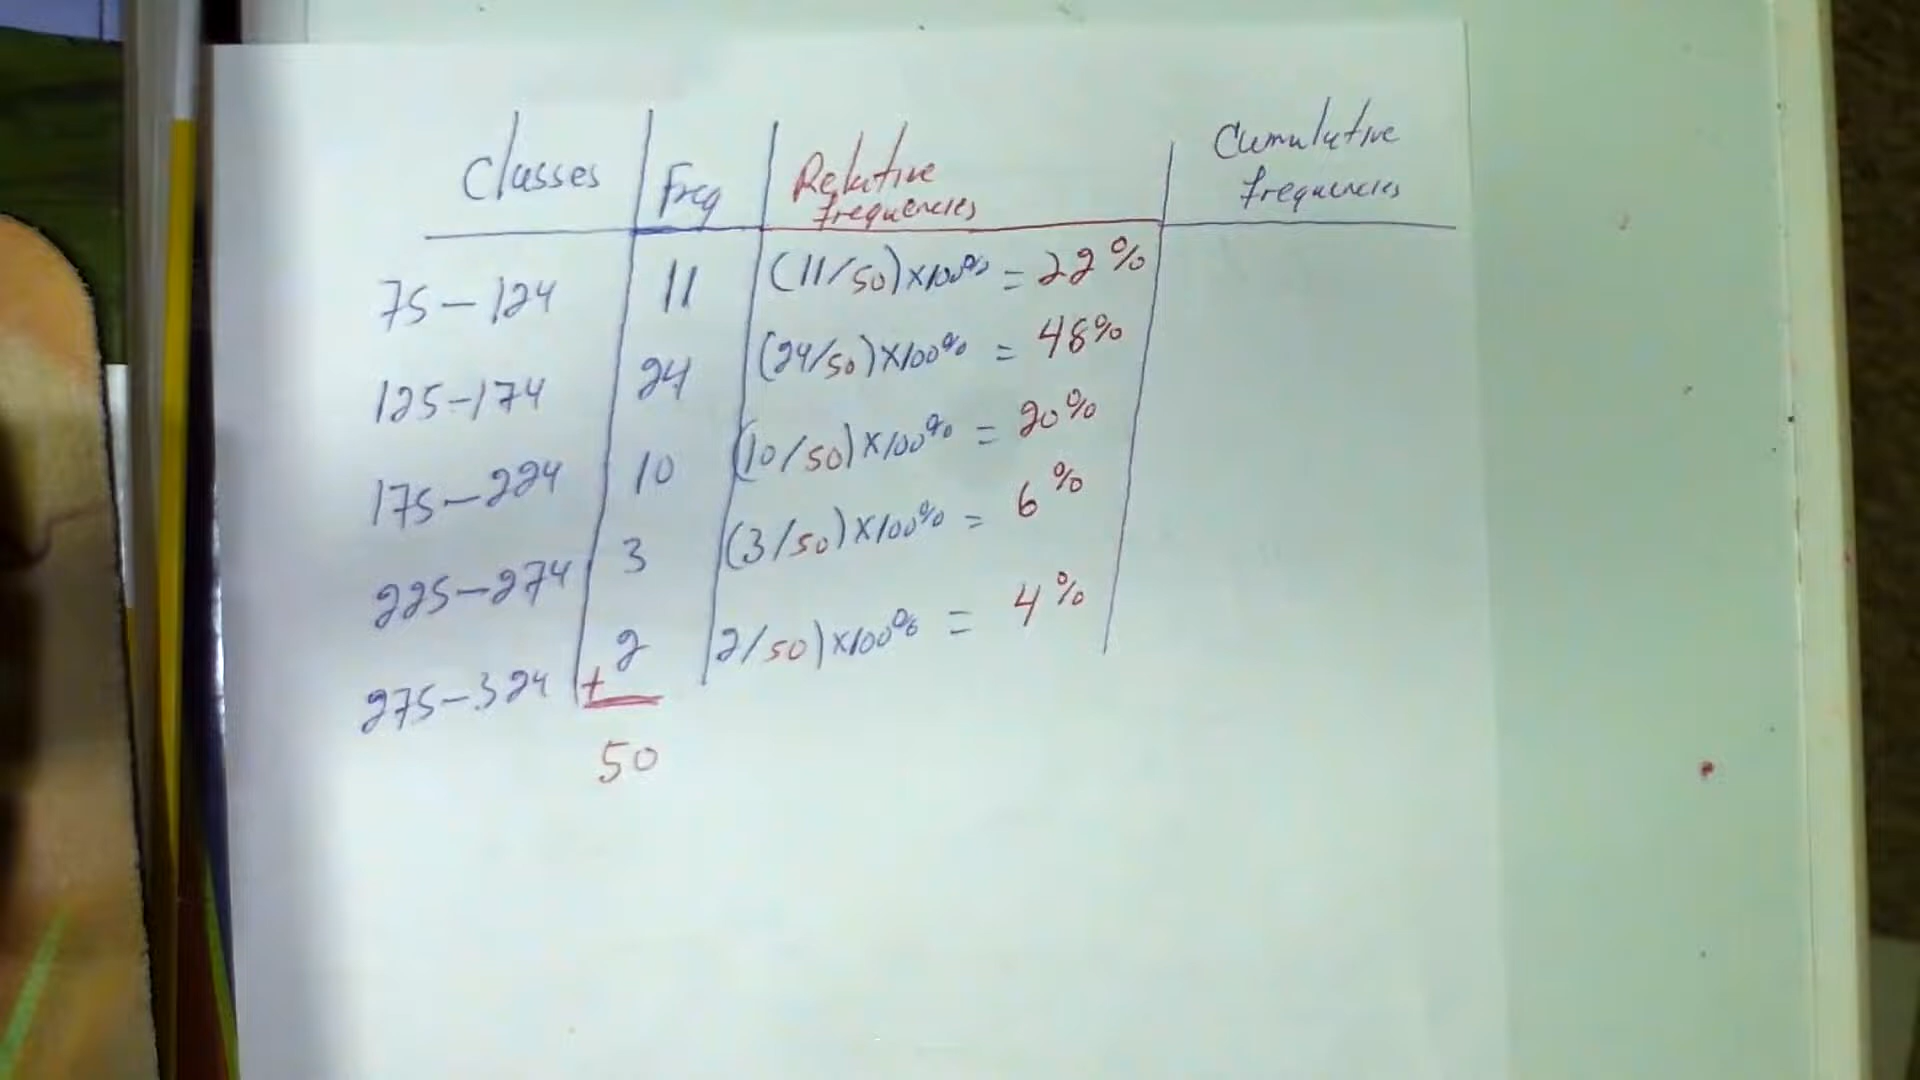 Classes Freq Relative frequencies Cumulative frequencies
75-124 11 (11/50)×100% = 22%
125-174 24 (24/50)×100% = 48%
175-224 10 (10/50)×100% = 20%
225-274 3 (3/50)×100% = 6%
275-324 + 2 2/50)×100% = 4%
50